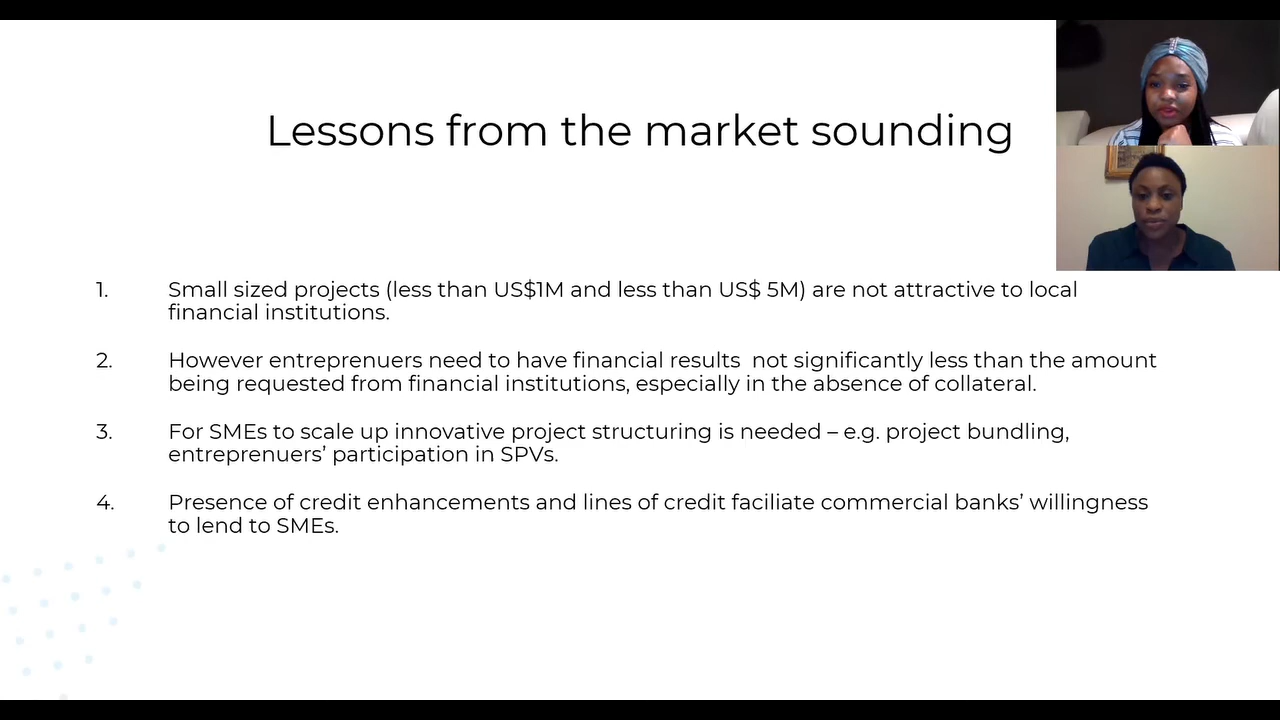 Lessons from the market sounding
1. Small sized projects (less than US$1M and less than US$ 5M) are not attractive to local
financial institutions.
2. However entreprenuers need to have financial results  not significantly less than the amount
being requested from financial institutions, especially in the absence of collateral.
3. For SMEs to scale up innovative project structuring is needed – e.g. project bundling,
entreprenuers’ participation in SPVs.
4. Presence of credit enhancements and lines of credit faciliate commercial banks’ willingness
to lend to SMEs.